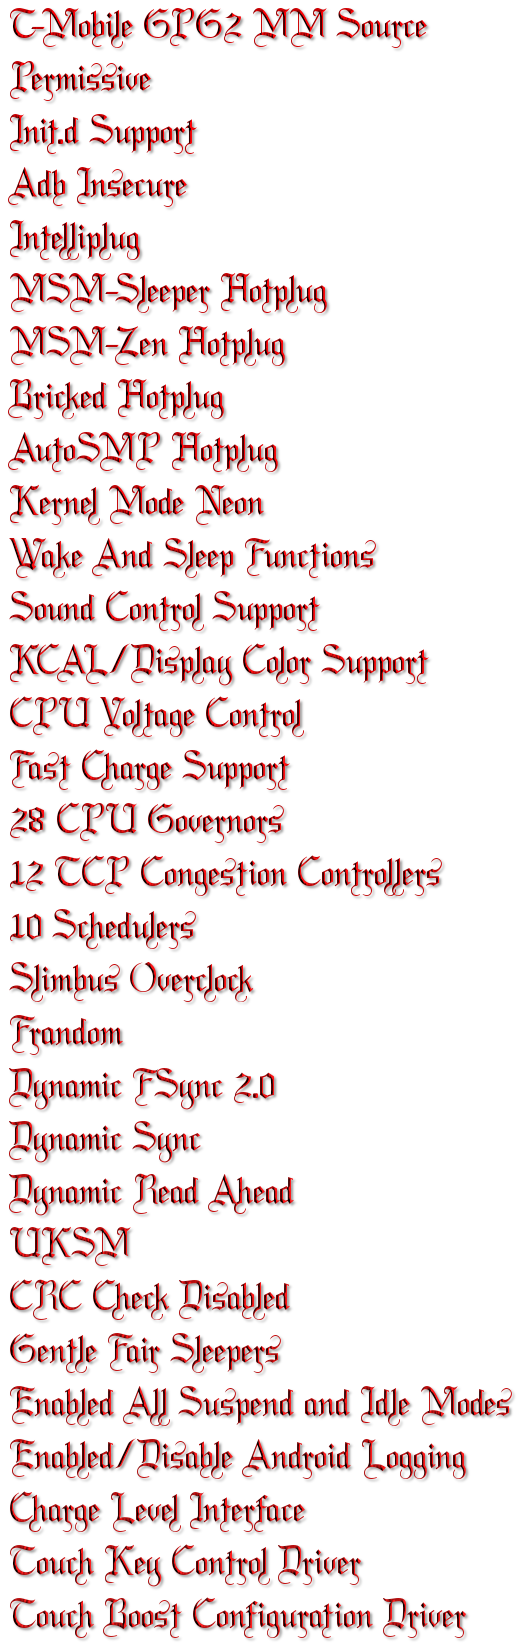 T-Mobile GPG2 MM Source
Permissive
Init.d Support
Adb Insecure
Intelliplug
MSM-Sleeper Hotplug
MSM-Zen Hotplug
Bricked Hotplug
AutoSMP Hotplug
Kernel Mode Neon
Wake And Sleep Functions
Sound Control Support
KCAL/Display Color Support
CPU Voltage Control
Fast Charge Support
28 CPU Governors
12 TCP Congestion Controllers
10 Schedulers
Slimbus Overclock
Frandom
Dynamic FSync 2.0
Dynamic Sync
Dynamic Read Ahead
UKSM
CRC Check Disabled
Gentle Fair Sleepers
Enabled All Suspend and Idle Modes
Enabled/Disable Android Logging
Charge Level Interface
Touch Key Control Driver
Touch Boost Configuration Driver